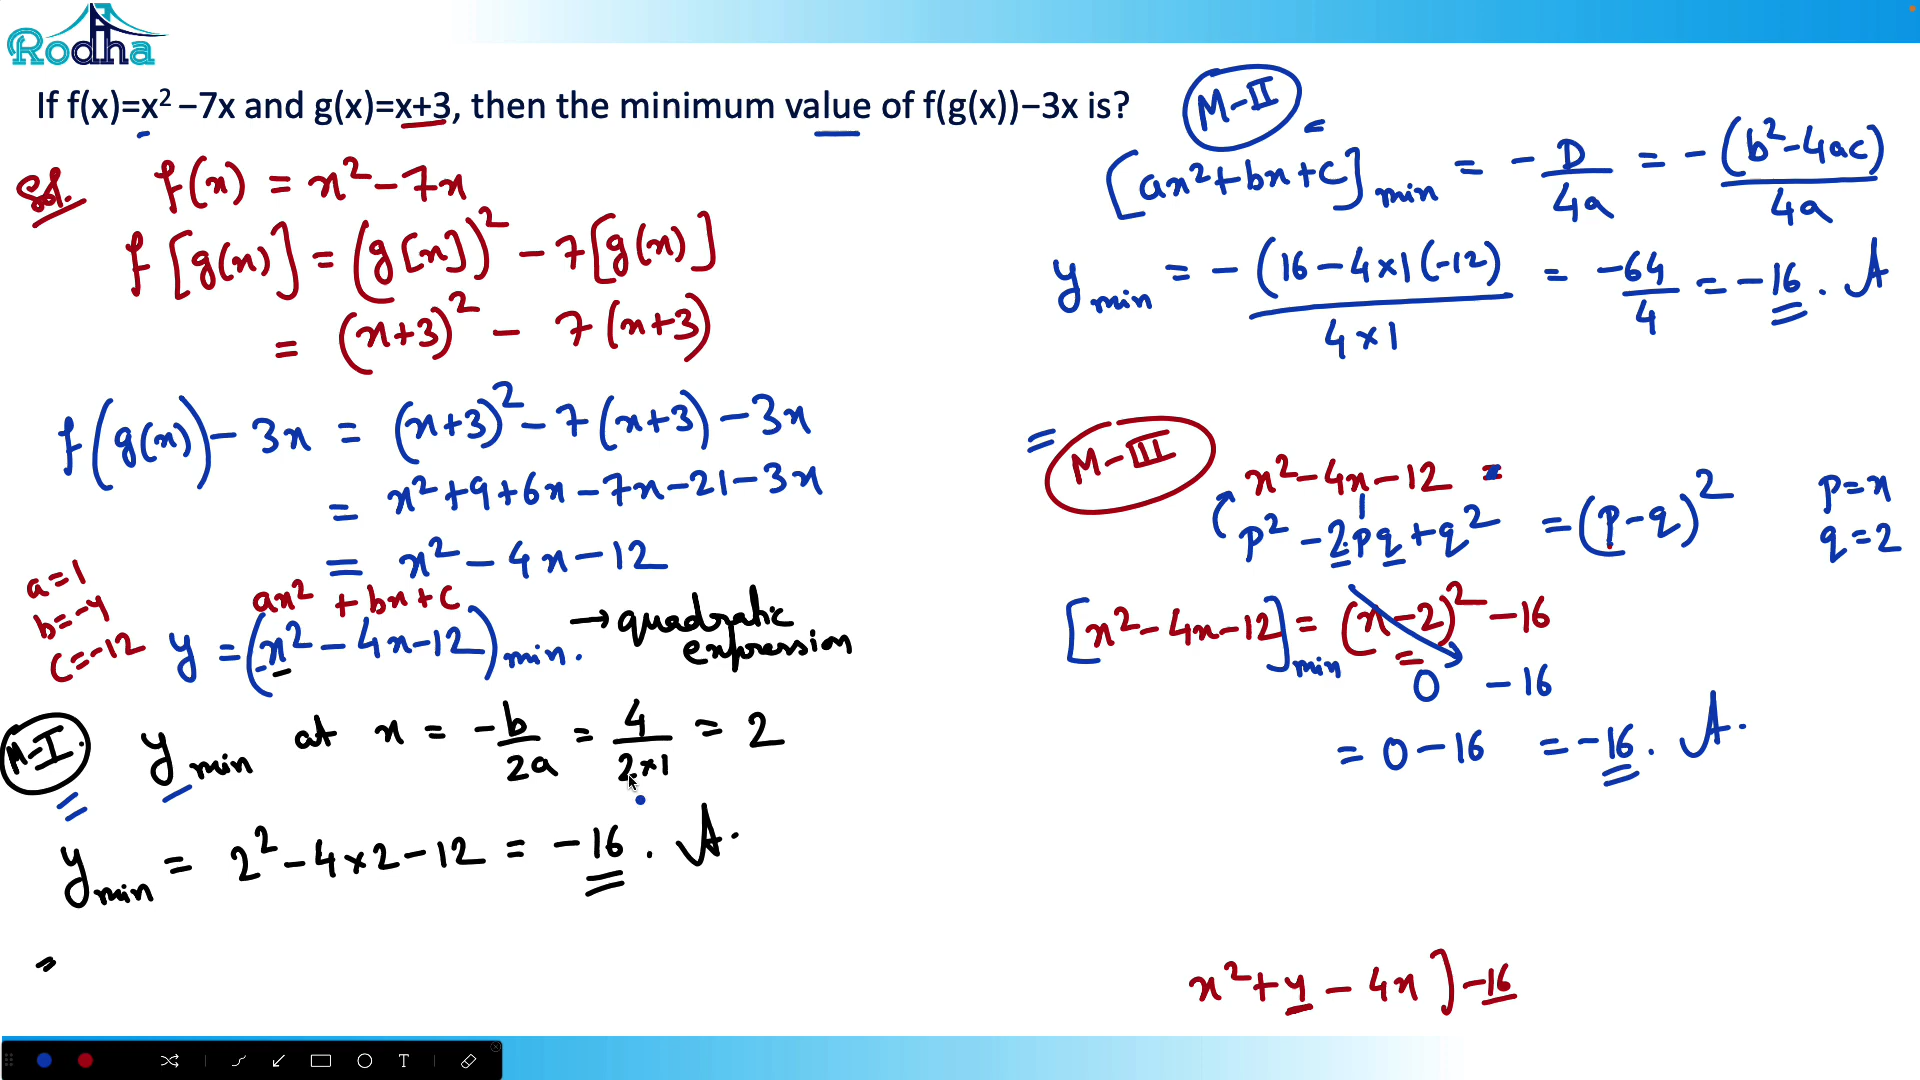 Rodha
If f(x)=x² −7x and g(x)=x+3, then the minimum value of f(g(x))−3x is?
Sol. f(x) = x² − 7x
f[g(x)] = (g[x])² − 7[g(x)]
= (x+3)² − 7(x+3)
f(g(x)) − 3x = (x+3)² − 7(x+3) − 3x
= x² + 9 + 6x − 7x − 21 − 3x
= x² − 4x − 12
a=1
b=−4
c=−12
ax² + bx + c
y = (x² − 4x − 12) min. → quadratic expression
M-I y min at x = −b/2a = 4/2×1 = 2
y min = 2² − 4×2 − 12 = −16. A.
=
M-II
[ax² + bx + c] min = − D/4a = − (b² − 4ac)/4a
y min = − (16 − 4×1(−12))/4×1 = −64/4 = −16. A
= M-III
x² − 4x − 12 =
p² − 2pq + q² = (p − q)²
p = x
q = 2
[x² − 4x − 12] min = (x − 2)² − 16
0 − 16
= 0 − 16 = −16. A.
x² + 4 − 4x] − 16
T